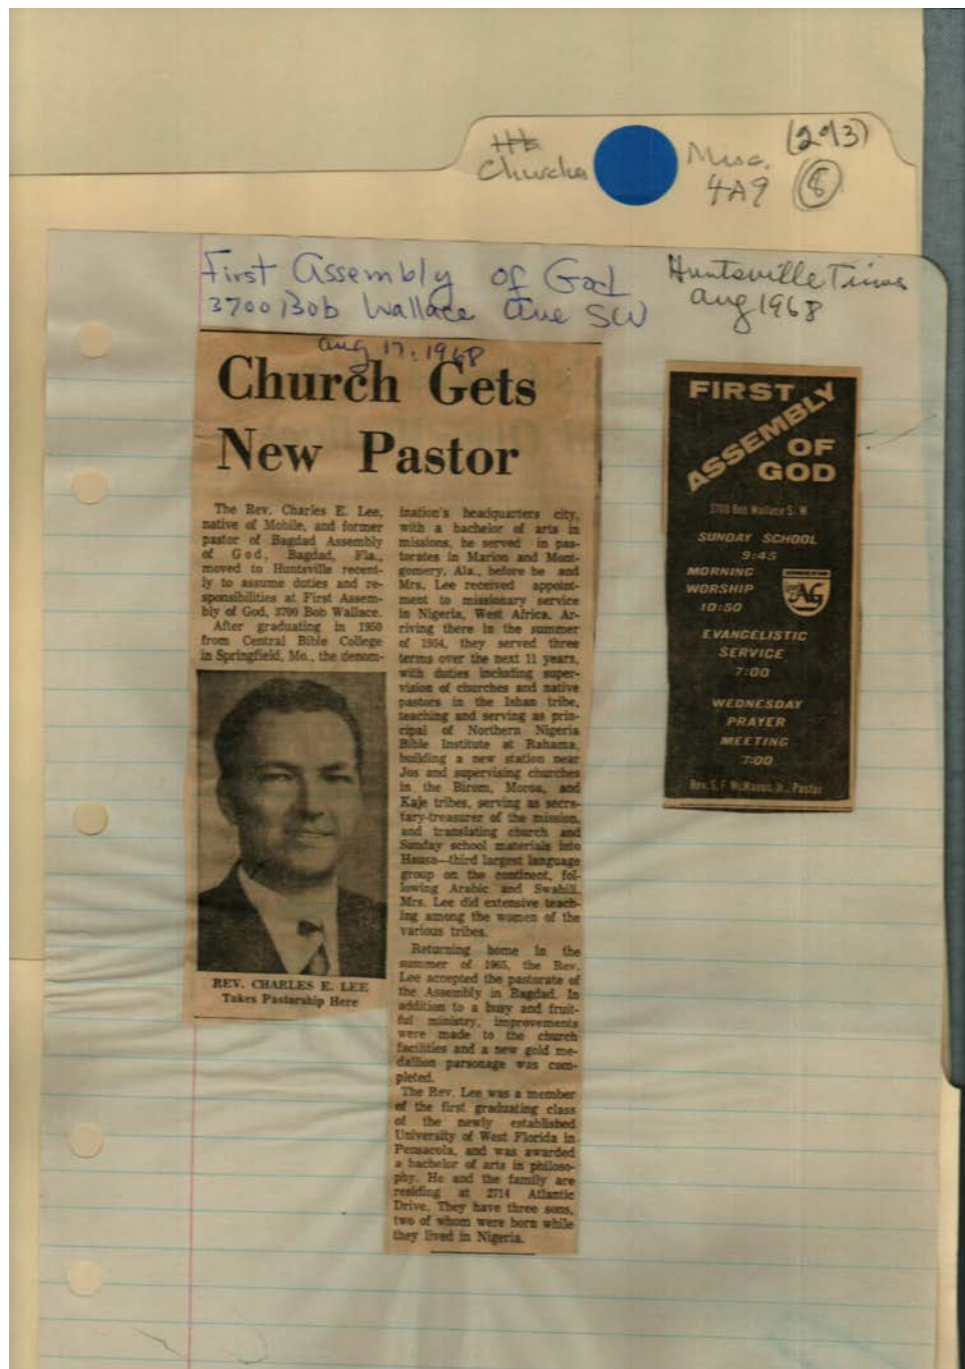 Churches
Misc.
(2 of 3)
4A9
8
First Assembly of God
3700 Bob Wallace Ave SW
Huntsville Times
Aug 1968
Aug 17, 1968
Church Gets
New Pastor
The Rev. Charles E. Lee,
native of Mobile, and former
pastor of Bagdad Assembly
of God, Bagdad, Fla.,
moved to Huntsville recent-
ly to assume duties and re-
sponsibilities at First Assem-
bly of God, 3700 Bob Wallace.
After graduating in 1950
from Central Bible College
in Springfield, Mo., the denom-
REV. CHARLES E. LEE
Takes Pastorship Here
ination's headquarters city,
with a bachelor of arts in
missions, he served in pas-
torates in Marion and Mont-
gomery, Ala., before he and
Mrs. Lee received appoint-
ment to missionary service
in Nigeria, West Africa. Ar-
riving there in the summer
of 1954, they served three
terms over the next 11 years,
with duties including super-
vision of churches and native
pastors in the Ishan tribe,
teaching and serving as prin-
cipal of Northern Nigeria
Bible Institute at Rahama,
building a new station near
Jos and supervising churches
in the Birom, Moroa, and
Kaje tribes, serving as secre-
tary-treasurer of the mission,
and translating church and
Sunday school materials into
Hausa—third largest language
group on the continent, fol-
lowing Arabic and Swahili.
Mrs. Lee did extensive teach-
ing among the women of the
various tribes.
Returning home in the
summer of 1965, the Rev.
Lee accepted the pastorate of
the Assembly in Bagdad. In
addition to a busy and fruit-
ful ministry, improvements
were made to the church
facilities and a new gold me-
dallion parsonage was com-
pleted.
The Rev. Lee was a member
of the first graduating class
of the newly established
University of West Florida in
Pensacola, and was awarded
a bachelor of arts in philoso-
phy. He and the family are
residing at 2714 Atlantic
Drive. They have three sons,
two of whom were born while
they lived in Nigeria.
FIRST
ASSEMBLY
OF
GOD
3700 Bob Wallace S. W.
SUNDAY SCHOOL
9:45
MORNING
WORSHIP
10:50
EVANGELISTIC
SERVICE
7:00
WEDNESDAY
PRAYER
MEETING
7:00
Rev. S. F. McManus, Jr., Pastor